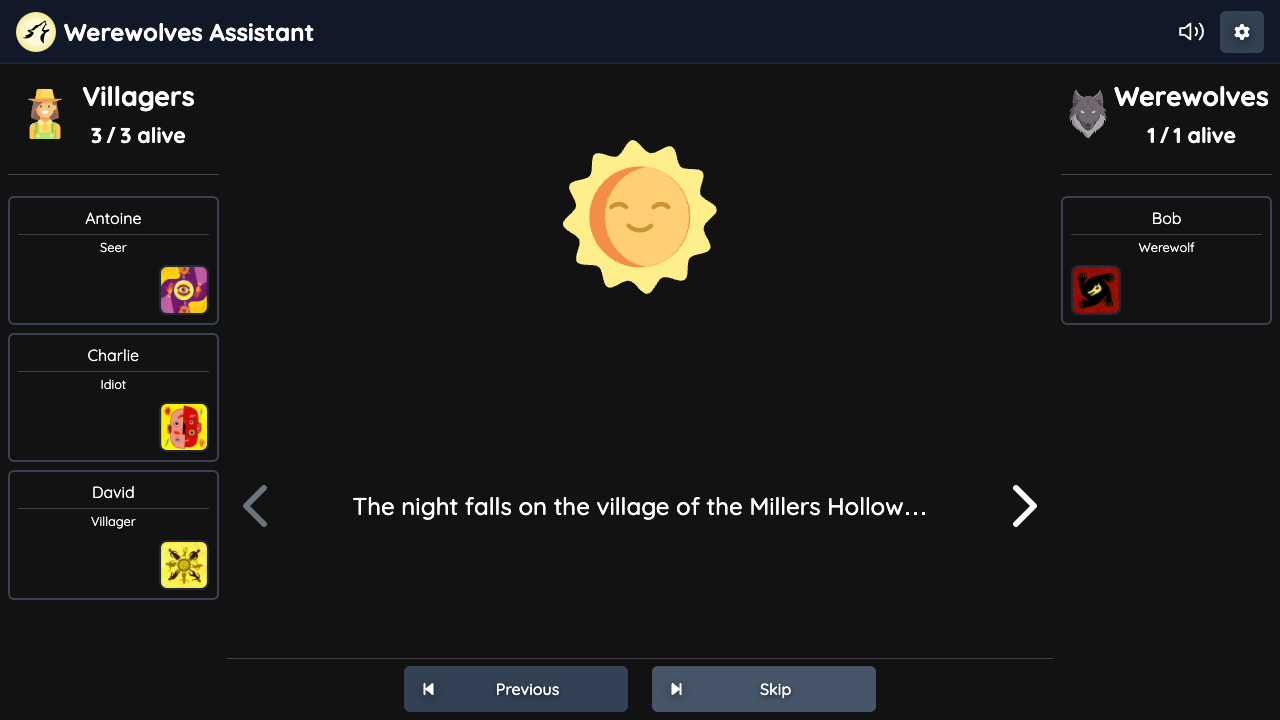 Werewolves Assistant
Villagers
3 / 3 alive
Antoine
Seer
Charlie
Idiot
David
Villager
The night falls on the village of the Millers Hollow…
Previous
Skip
Werewolves
1 / 1 alive
Bob
Werewolf